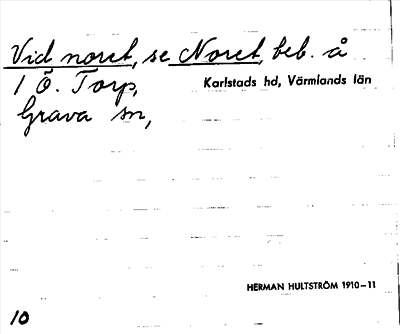 Vid noret, se Noret, beb. å
1 Ö. Torp,
Karlstads hd, Värmlands län
Grava sn,
HERMAN HULTSTRÖM 1910-11
10